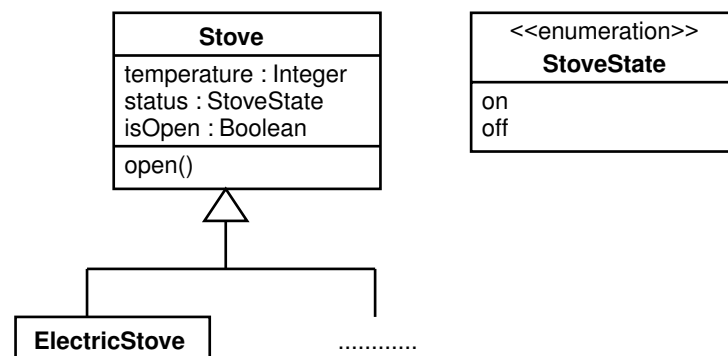 Stove
temperature : Integer
status : StoveState
isOpen : Boolean
open()
<<enumeration>>
StoveState
on
off
ElectricStove
............